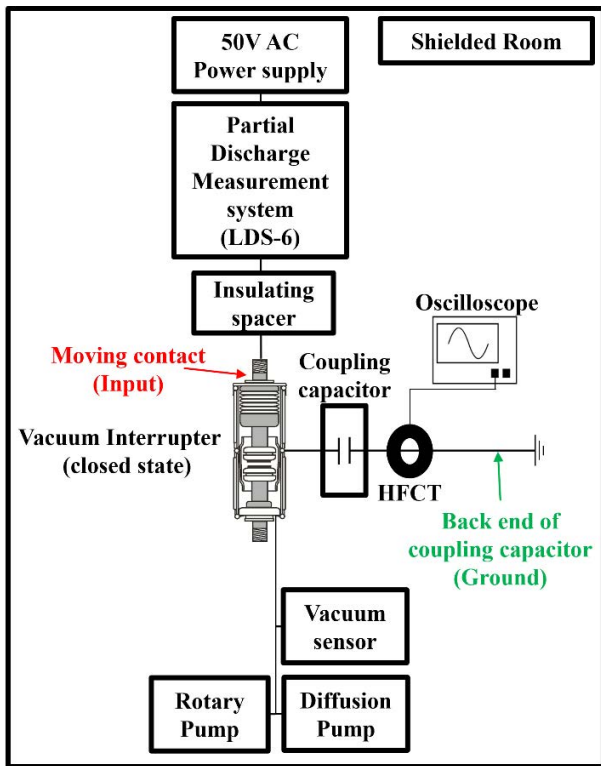 50V AC
Power supply
Shielded Room
Partial
Discharge
Measurement
system
(LDS-6)
Insulating
spacer
Oscilloscope
Moving contact
(Input)
Coupling
capacitor
Vacuum Interrupter
(closed state)
HFCT
Back end of
coupling capacitor
(Ground)
Vacuum
sensor
Rotary
Pump
Diffusion
Pump